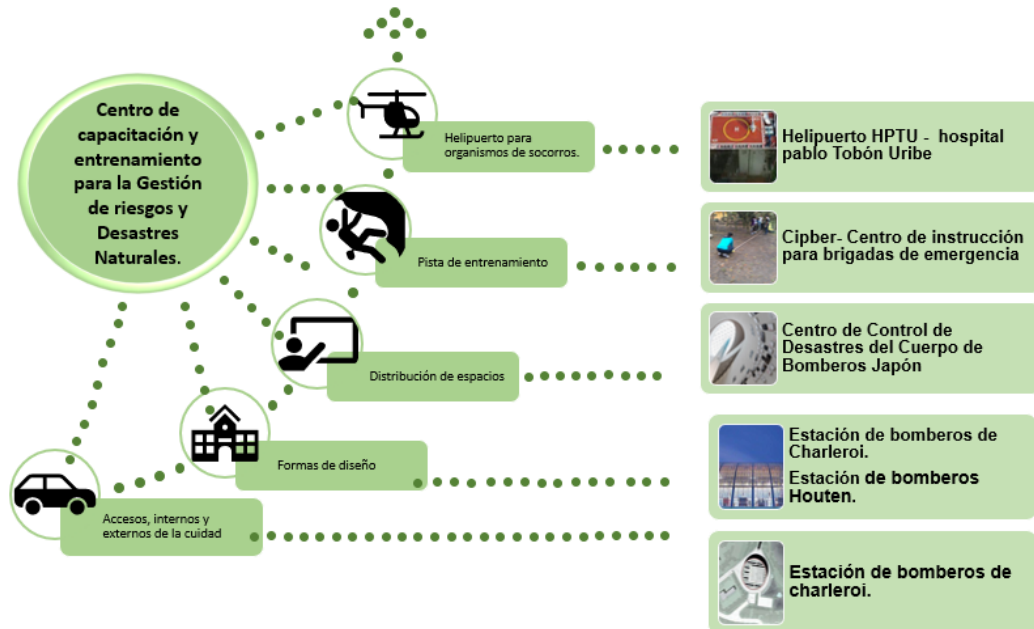 Centro de
capacitación y
entrenamiento
para la Gestión
de riesgos y
Desastres
Naturales.
Helipuerto para
organismos de socorros.
Pista de entrenamiento
Distribución de espacios
Formas de diseño
Accesos, internos y
externos de la cuidad
Helipuerto HPTU - hospital
pablo Tobón Uribe
Cipber- Centro de instrucción
para brigadas de emergencia
Centro de Control de
Desastres del Cuerpo de
Bomberos Japón
Estación de bomberos de
Charleroi.
Estación de bomberos
Houten.
Estación de bomberos de
charleroi.